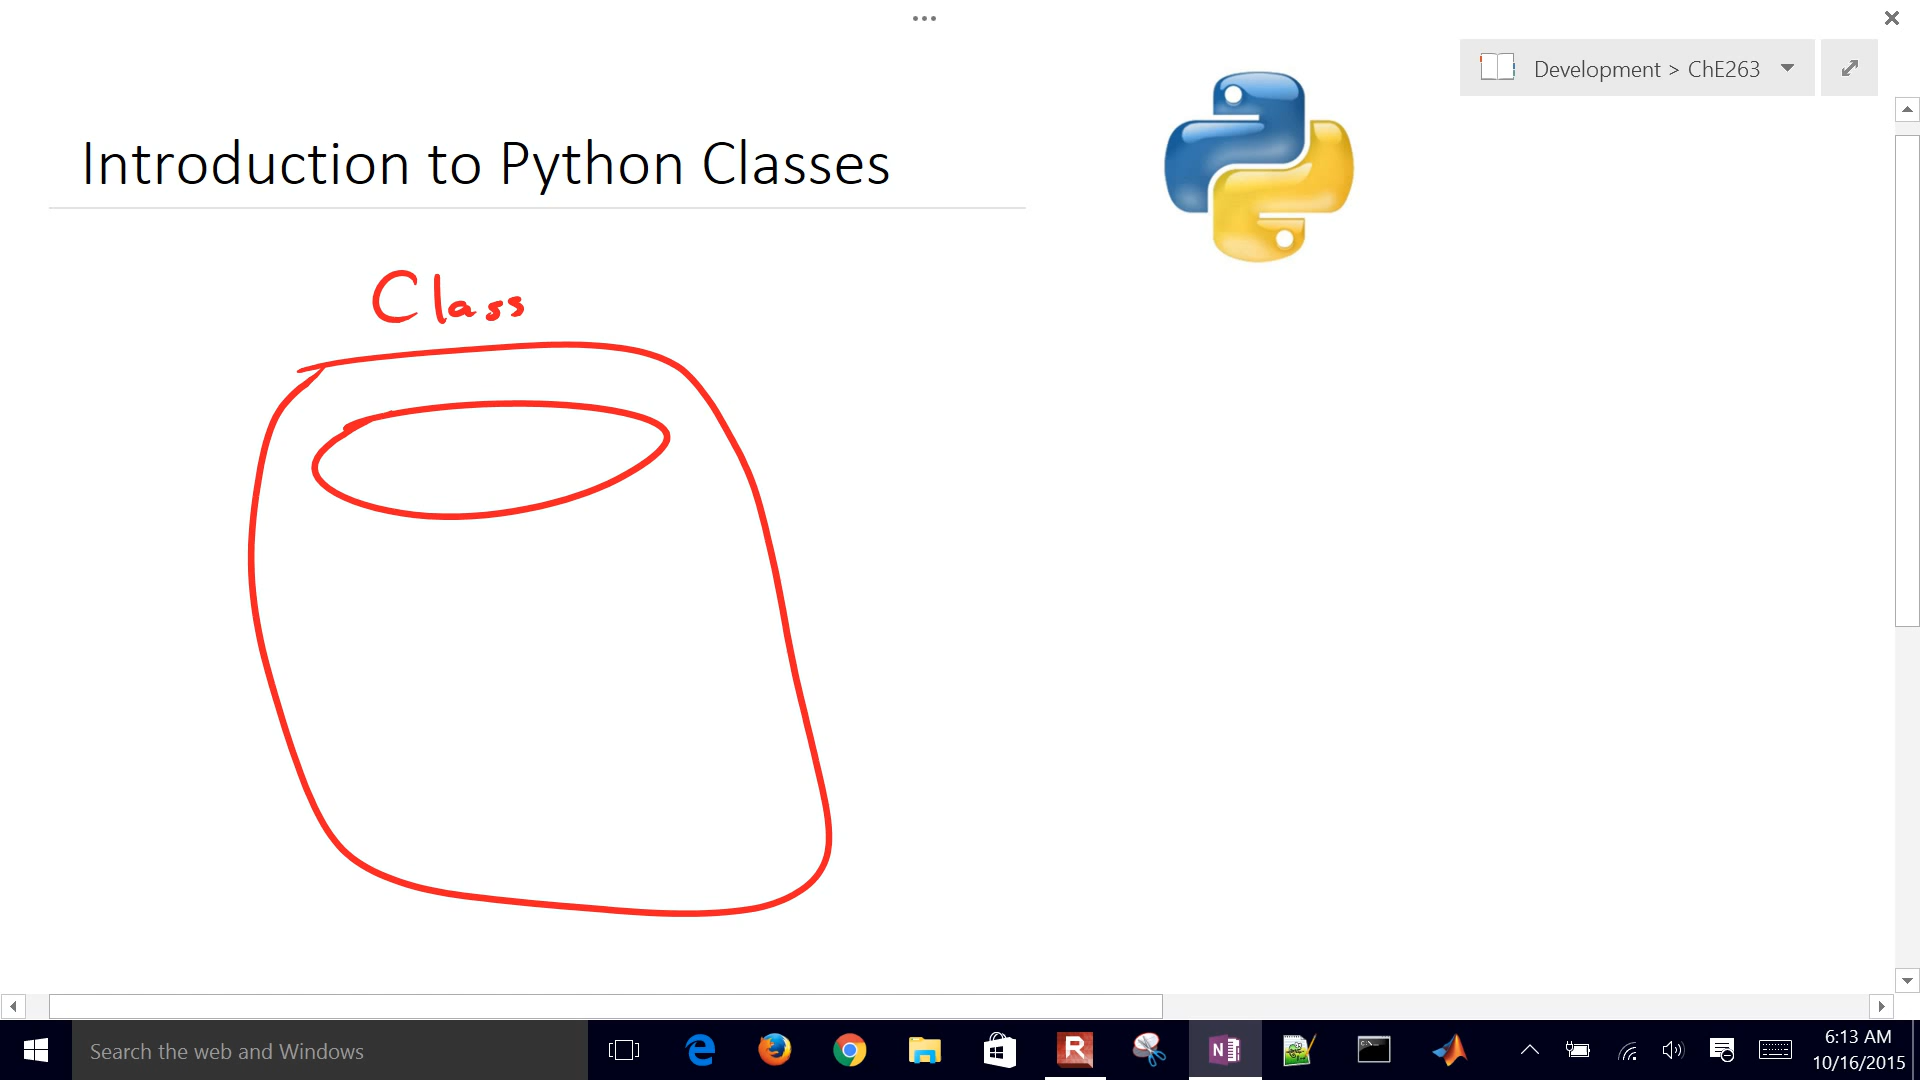 Development > ChE263
Introduction to Python Classes
Class
Search the web and Windows
6:13 AM
10/16/2015